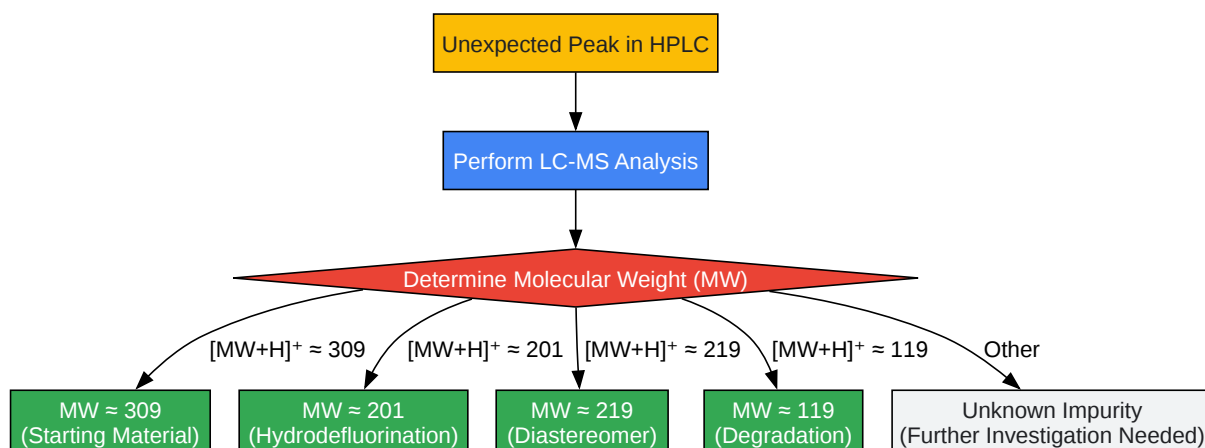 Unexpected Peak in HPLC
Perform LC-MS Analysis
Determine Molecular Weight (MW)
[MW+H]⁺ ≈ 309
[MW+H]⁺ ≈ 201
[MW+H]⁺ ≈ 219
[MW+H]⁺ ≈ 119
Other
MW ≈ 309
(Starting Material)
MW ≈ 201
(Hydrodefluorination)
MW ≈ 219
(Diastereomer)
MW ≈ 119
(Degradation)
Unknown Impurity
(Further Investigation Needed)